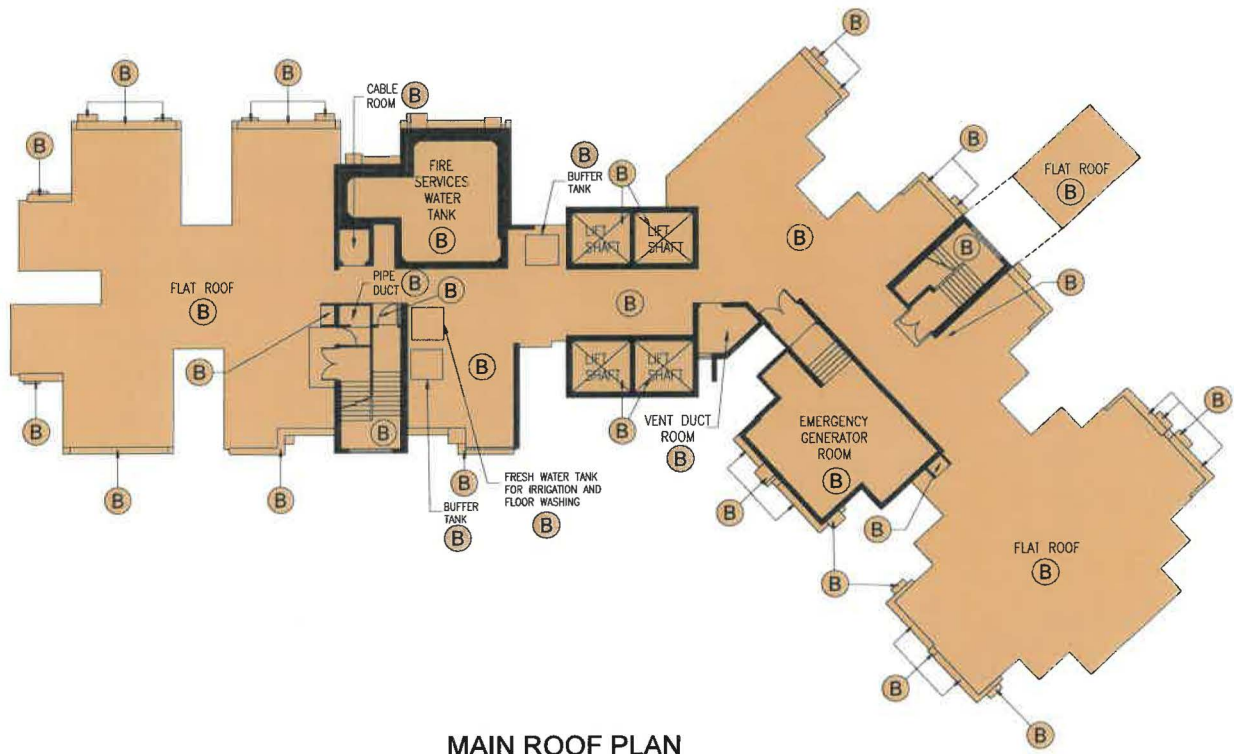 B
B
B
B
CABLE
ROOM
B
B
FIRE
SERVICES
WATER
TANK
B
B
BUFFER
TANK
B
LIFT
SHAFT
LIFT
SHAFT
B
B
FLAT ROOF
B
B
B
FLAT ROOF
B
PIPE
DUCT
B
B
B
B
B
B
LIFT
SHAFT
LIFT
SHAFT
B
VENT DUCT
ROOM
B
EMERGENCY
GENERATOR
ROOM
B
B
B
B
B
B
B
BUFFER
TANK
B
FRESH WATER TANK
FOR IRRIGATION AND
FLOOR WASHING
B
B
B
B
FLAT ROOF
B
B
B
B
MAIN ROOF PLAN